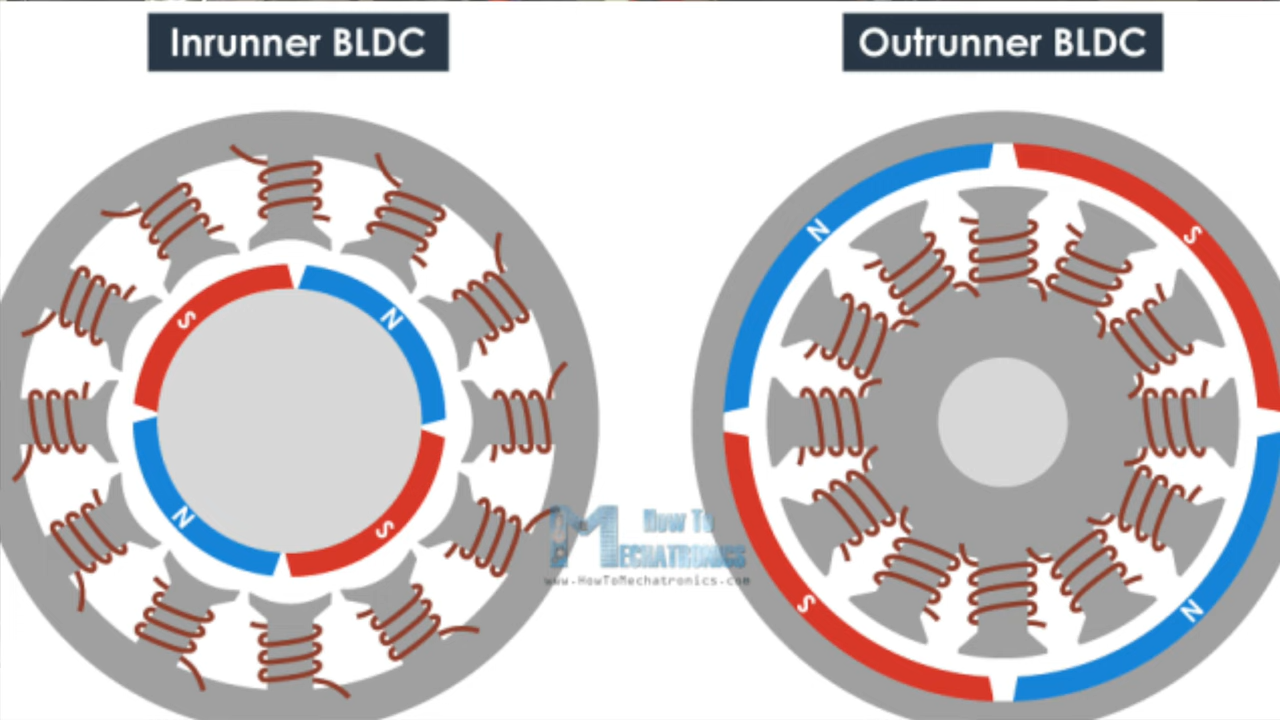 Inrunner BLDC
Outrunner BLDC
S
N
N
S
N
S
S
N
How To
MECHATRONICS
www.HowToMechatronics.com